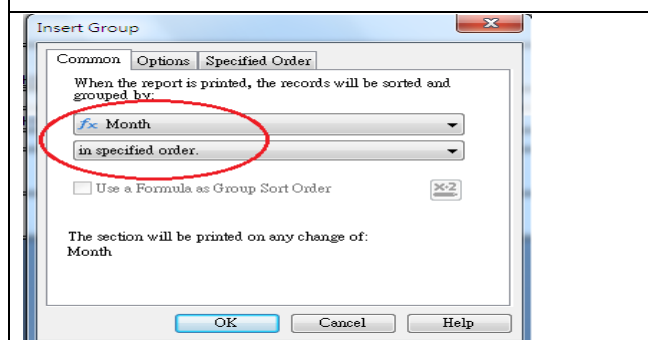 Insert Group
Common Options Specified Order
When the report is printed, the records will be sorted and
grouped by:
fx Month
in specified order.
Use a Formula as Group Sort Order
x·2
The section will be printed on any change of:
Month
OK Cancel Help